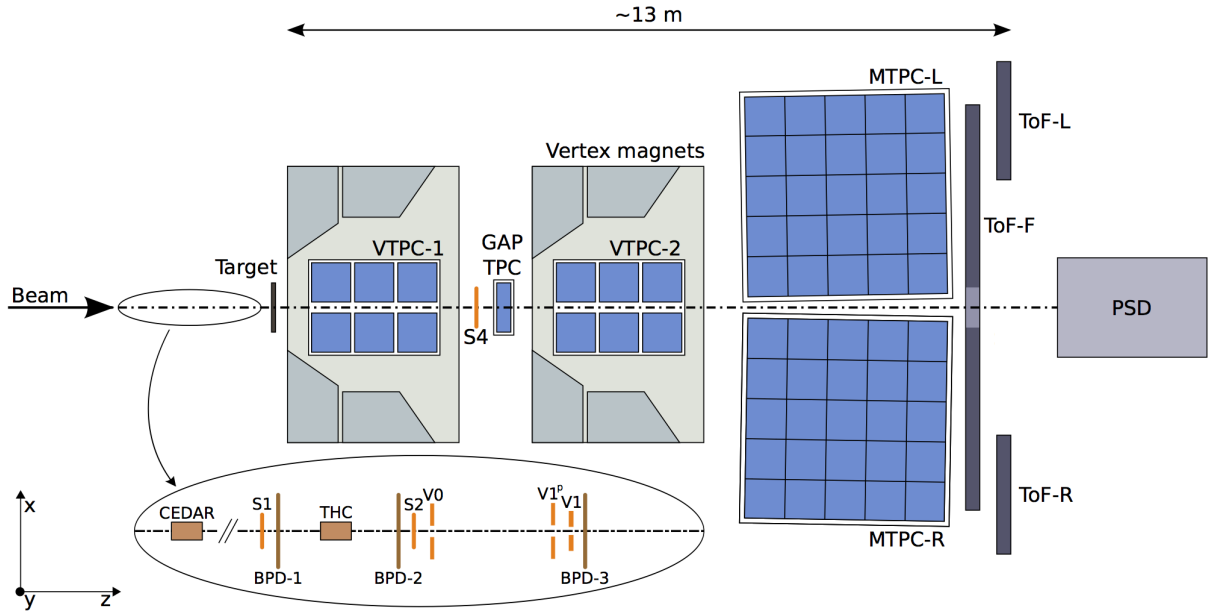 ~13 m
MTPC-L
ToF-L
Vertex magnets
ToF-F
VTPC-1
GAP
TPC
VTPC-2
Target
Beam
PSD
S4
ToF-R
MTPC-R
x
y
z
CEDAR
S1
THC
S2
V0
V1ᵖ
V1
BPD-1
BPD-2
BPD-3